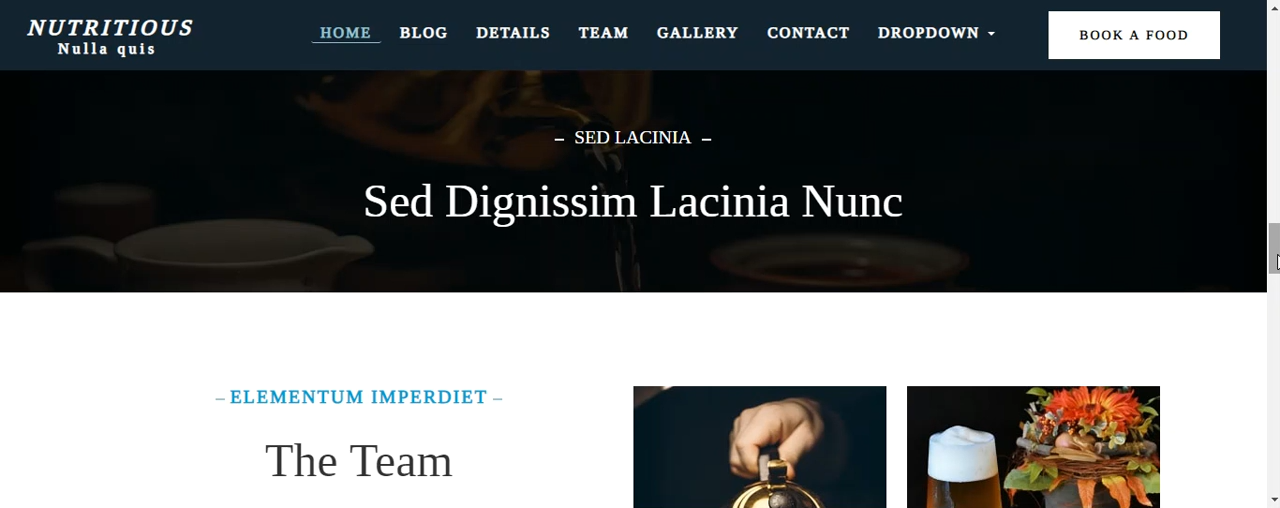 NUTRITIOUS
Nulla quis
HOME BLOG DETAILS TEAM GALLERY CONTACT DROPDOWN
BOOK A FOOD
– SED LACINIA –
Sed Dignissim Lacinia Nunc
– ELEMENTUM IMPERDIET –
The Team